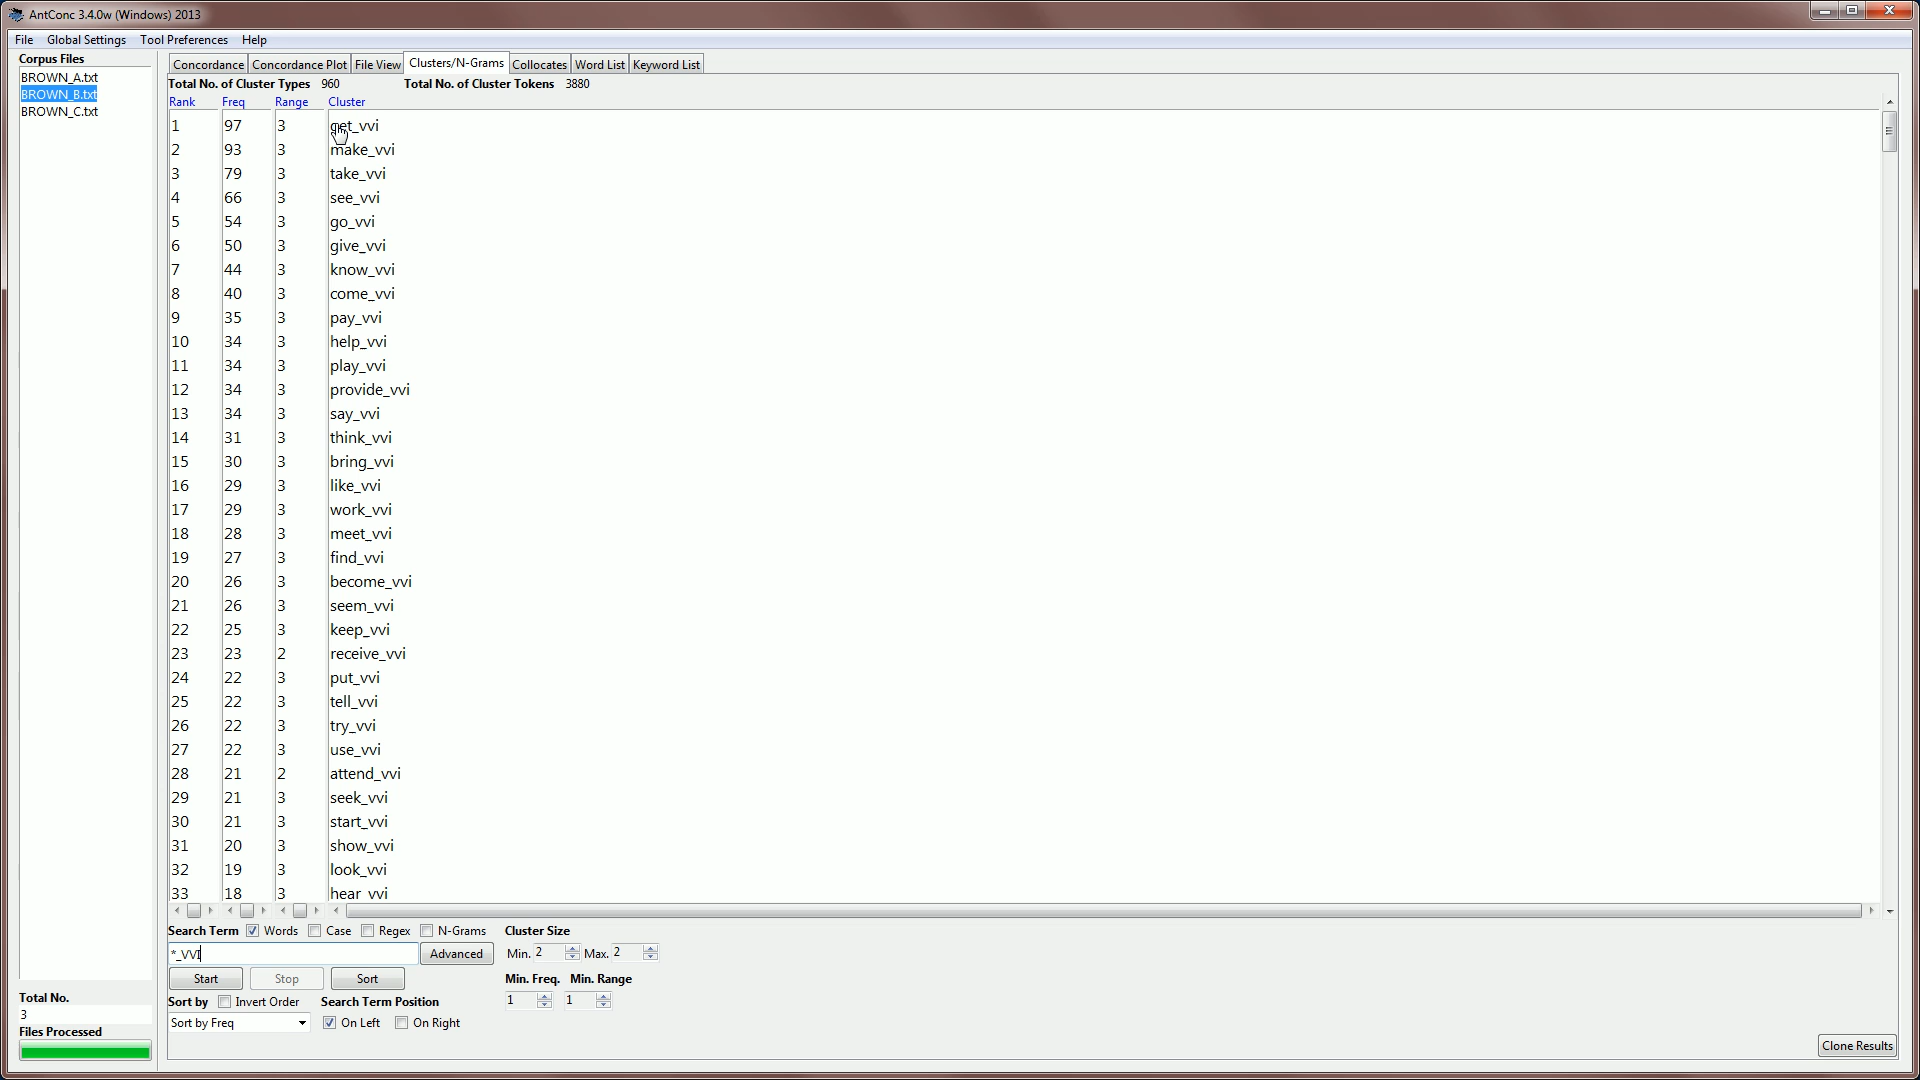 AntConc 3.4.0w (Windows) 2013
File Global Settings Tool Preferences Help
Corpus Files
BROWN_A.txt
BROWN_B.txt
BROWN_C.txt
Concordance Concordance Plot File View Clusters/N-Grams Collocates Word List Keyword List
Total No. of Cluster Types 960 Total No. of Cluster Tokens 3880
Rank Freq Range Cluster
1 97 3 get_vvi
2 93 3 make_vvi
3 79 3 take_vvi
4 66 3 see_vvi
5 54 3 go_vvi
6 50 3 give_vvi
7 44 3 know_vvi
8 40 3 come_vvi
9 35 3 pay_vvi
10 34 3 help_vvi
11 34 3 play_vvi
12 34 3 provide_vvi
13 34 3 say_vvi
14 31 3 think_vvi
15 30 3 bring_vvi
16 29 3 like_vvi
17 29 3 work_vvi
18 28 3 meet_vvi
19 27 3 find_vvi
20 26 3 become_vvi
21 26 3 seem_vvi
22 25 3 keep_vvi
23 23 2 receive_vvi
24 22 3 put_vvi
25 22 3 tell_vvi
26 22 3 try_vvi
27 22 3 use_vvi
28 21 2 attend_vvi
29 21 3 seek_vvi
30 21 3 start_vvi
31 20 3 show_vvi
32 19 3 look_vvi
33 18 3 hear_vvi
Search Term Words Case Regex N-Grams Cluster Size
*_VVI Advanced Min. 2 Max. 2
Start Stop Sort Min. Freq. Min. Range
Sort by Invert Order Search Term Position 1 1
Sort by Freq On Left On Right
Total No.
3
Files Processed
Clone Results